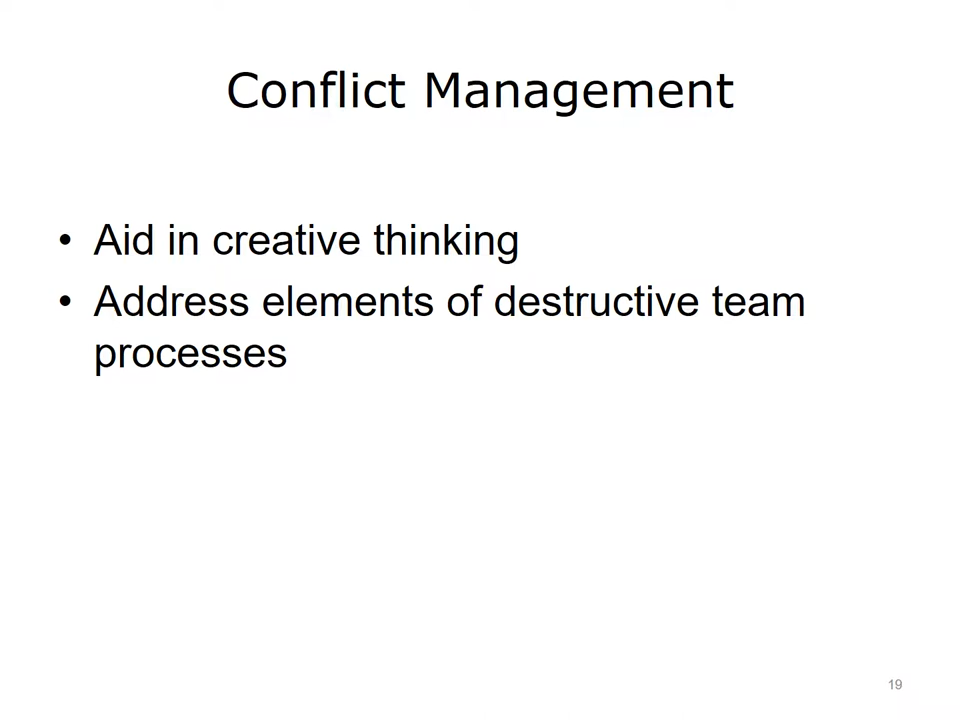 Conflict Management
• Aid in creative thinking
• Address elements of destructive team
processes
19